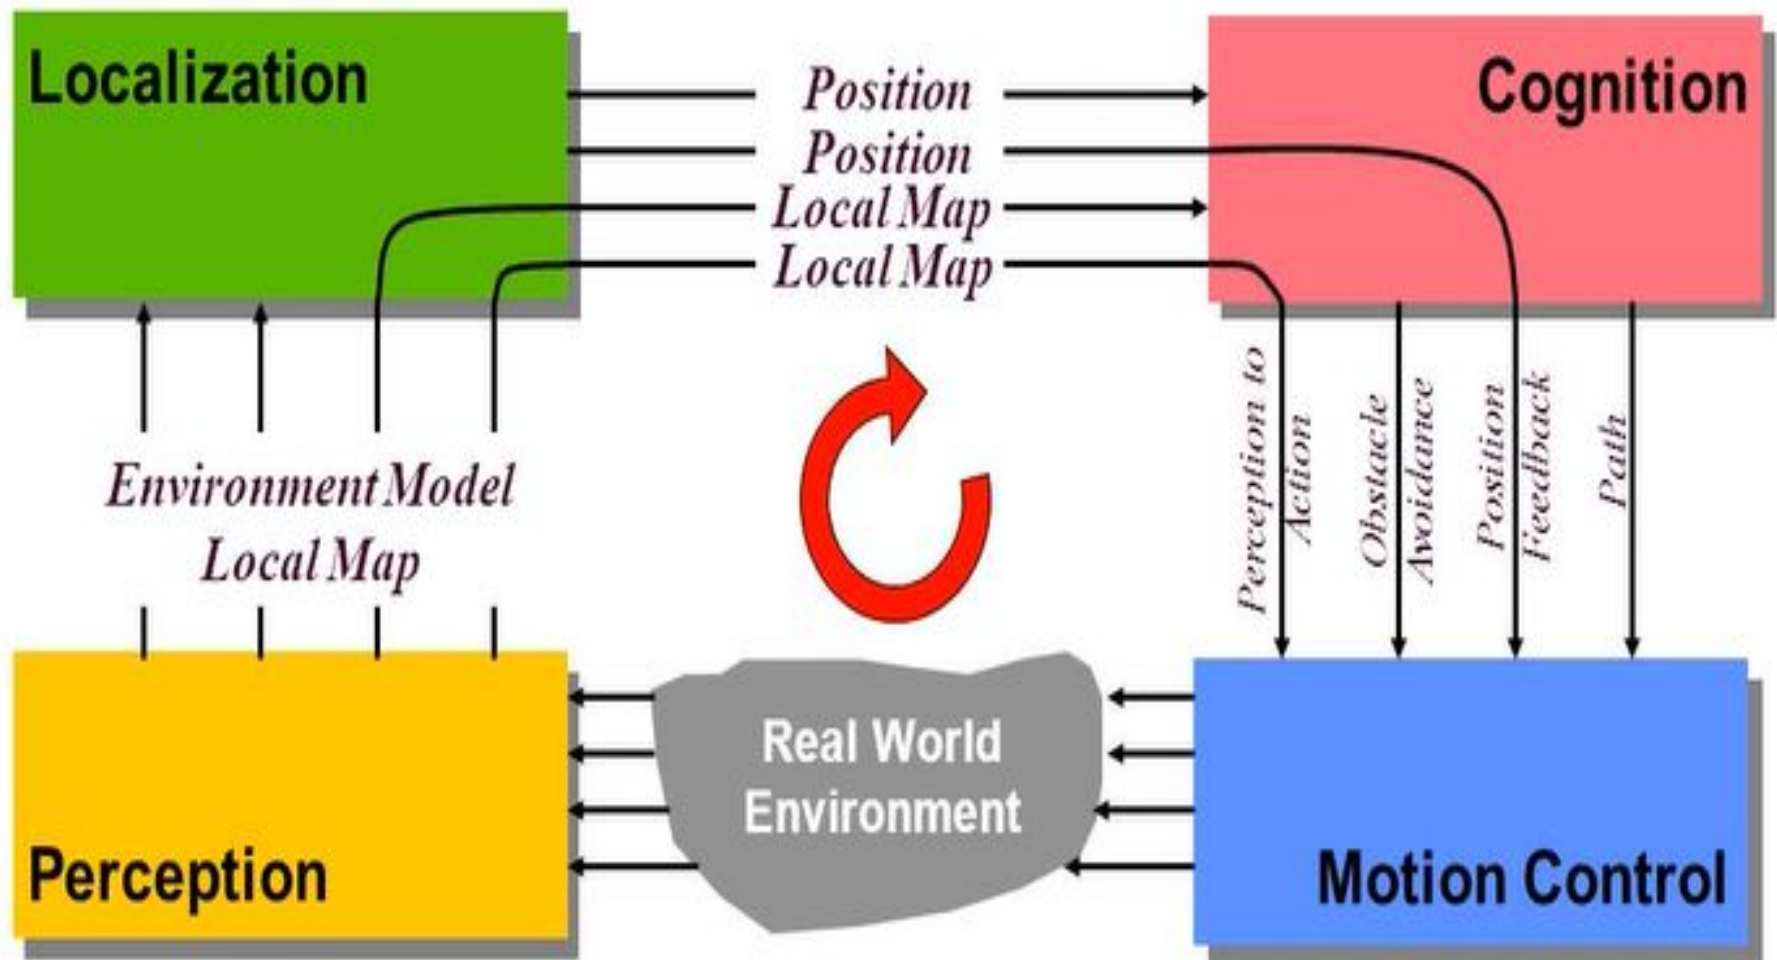 Localization
Cognition
Position
Position
Local Map
Local Map
Environment Model
Local Map
Perception to
Action
Obstacle
Avoidance
Position
Feedback
Path
Real World
Environment
Perception
Motion Control